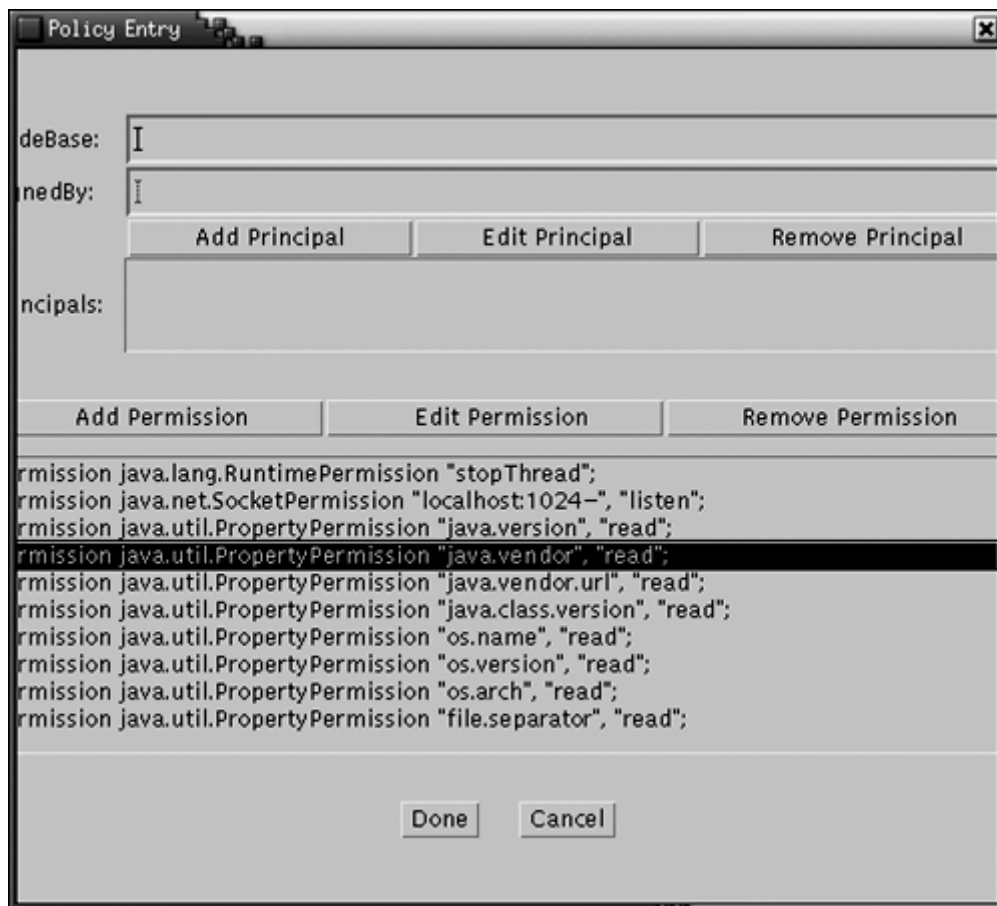 Policy Entry
deBase:
gnedBy:
Add Principal Edit Principal Remove Principal
ncipals:
Add Permission Edit Permission Remove Permission
rmission java.lang.RuntimePermission "stopThread";
rmission java.net.SocketPermission "localhost:1024-", "listen";
rmission java.util.PropertyPermission "java.version", "read";
rmission java.util.PropertyPermission "java.vendor", "read";
rmission java.util.PropertyPermission "java.vendor.url", "read";
rmission java.util.PropertyPermission "java.class.version", "read";
rmission java.util.PropertyPermission "os.name", "read";
rmission java.util.PropertyPermission "os.version", "read";
rmission java.util.PropertyPermission "os.arch", "read";
rmission java.util.PropertyPermission "file.separator", "read";
Done Cancel